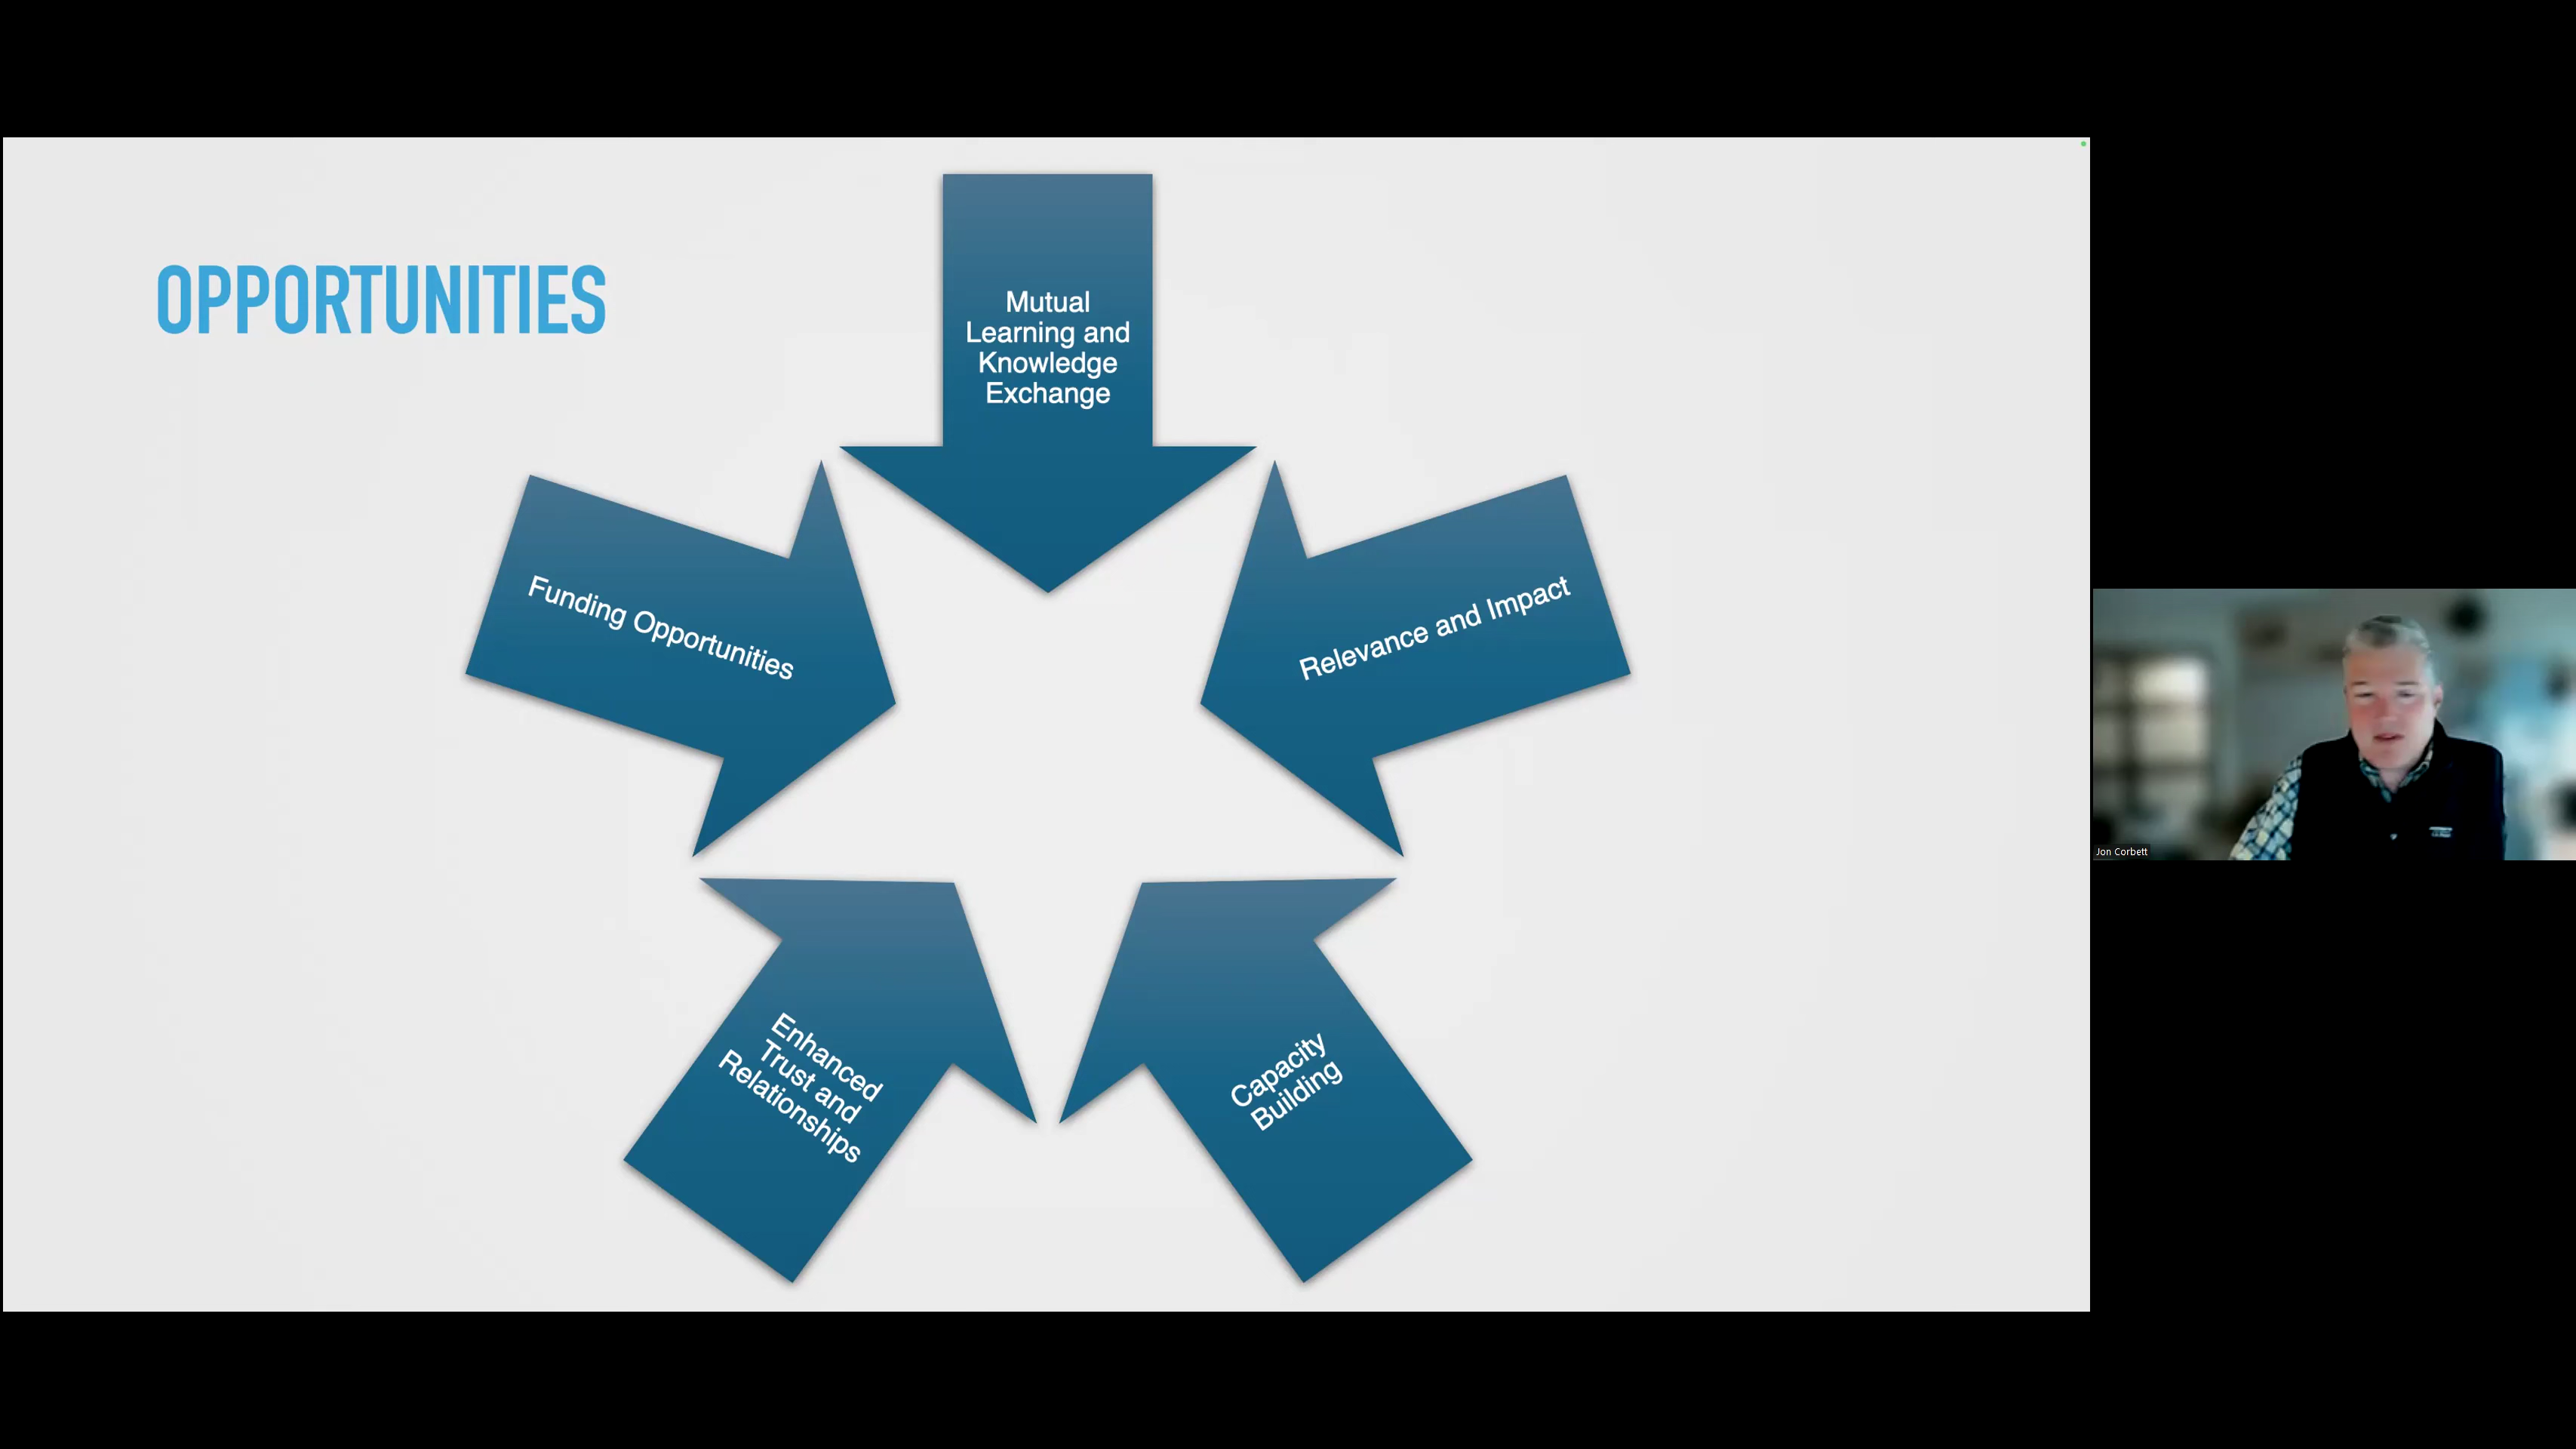 OPPORTUNITIES
Mutual
Learning and
Knowledge
Exchange
Relevance and Impact
Capacity
Building
Enhanced
Trust and
Relationships
Funding Opportunities
Jon Corbett